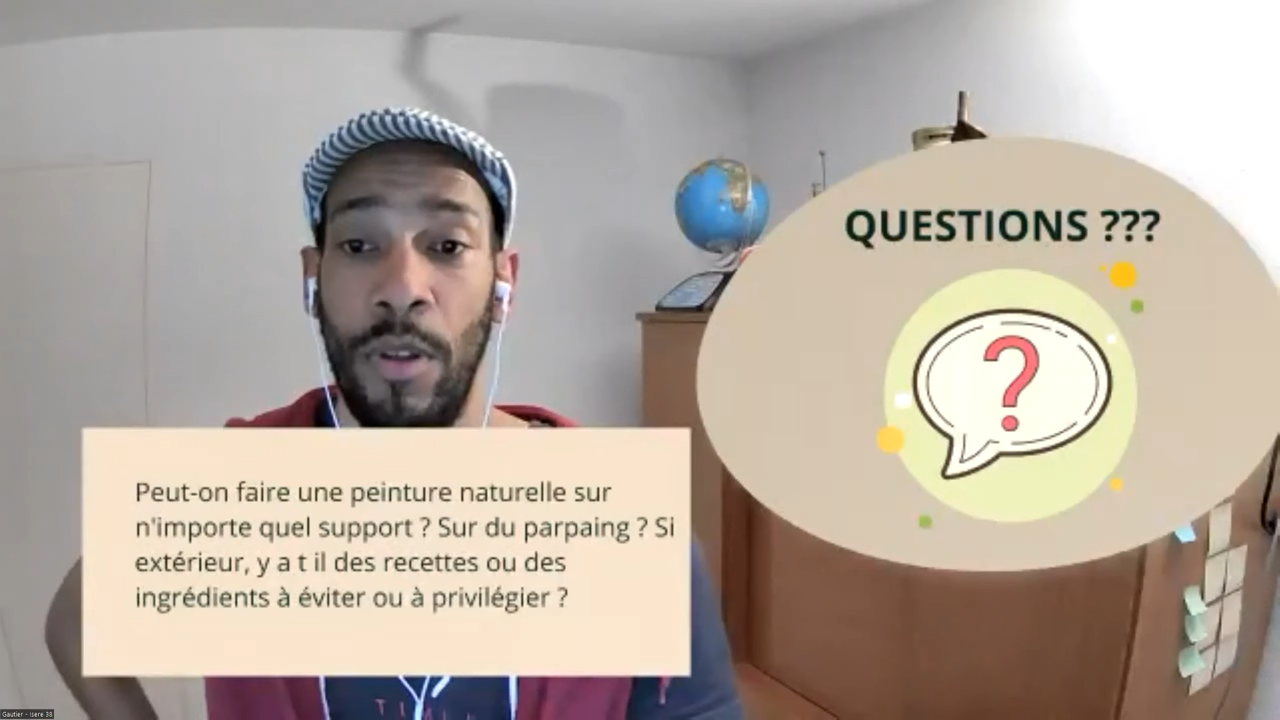 QUESTIONS ???
?
Peut-on faire une peinture naturelle sur
n'importe quel support ? Sur du parpaing ? Si
extérieur, y a t il des recettes ou des
ingrédients à éviter ou à privilégier ?
Gautier - Isère 38